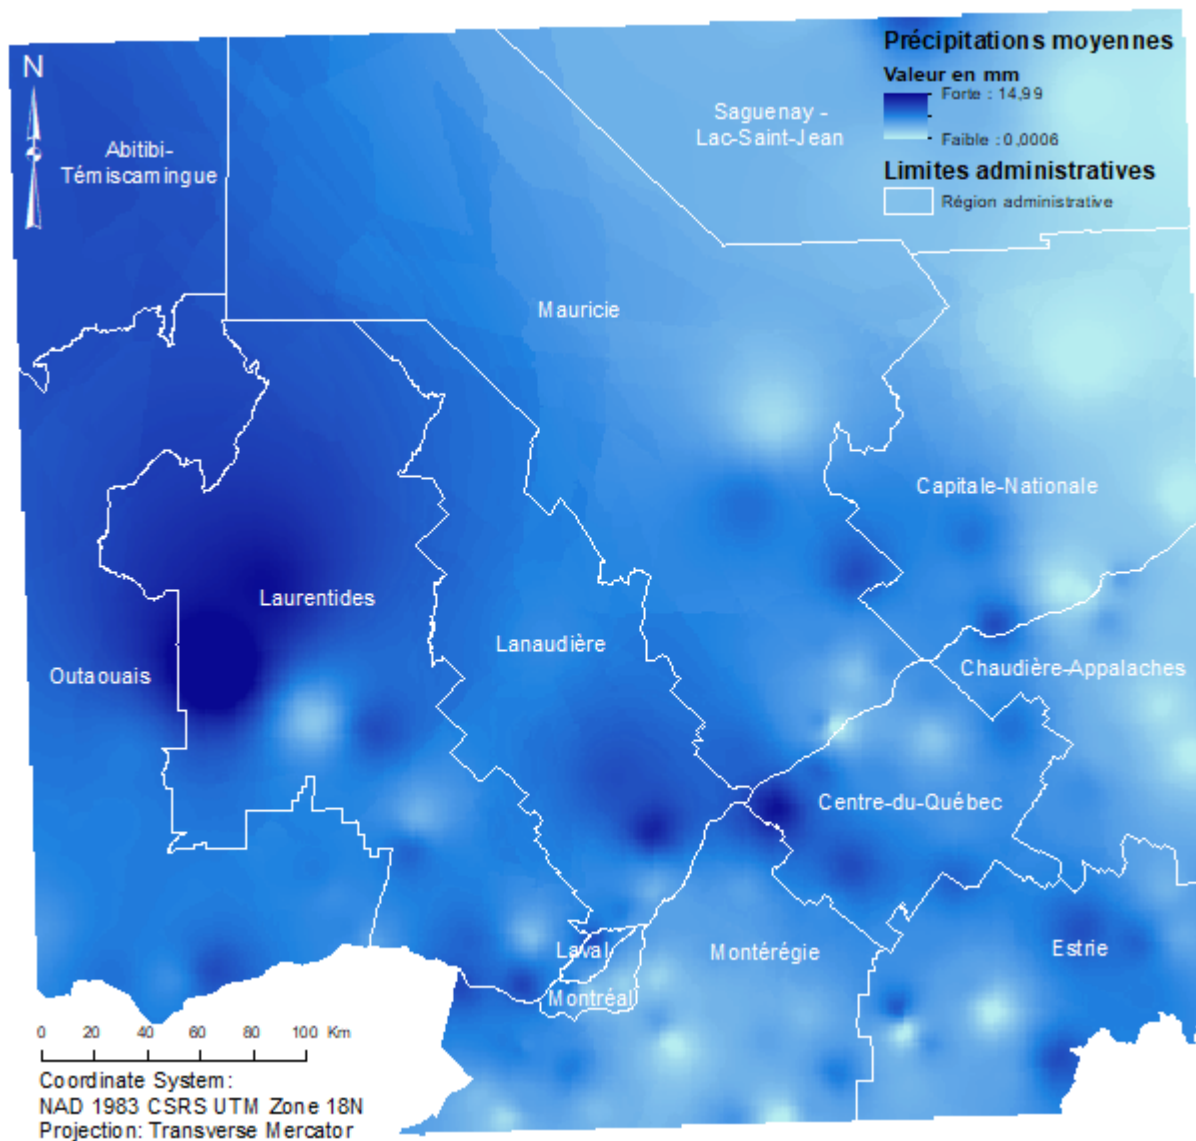 Précipitations moyennes
Valeur en mm
Forte : 14,99
Faible : 0,0006
Limites administratives
Région administrative
N
Abitibi-
Témiscamingue
Saguenay -
Lac-Saint-Jean
Mauricie
Capitale-Nationale
Laurentides
Lanaudière
Outaouais
Chaudière-Appalaches
Centre-du-Québec
Laval
Montérégie
Estrie
Montréal
0 20 40 60 80 100 Km
Coordinate System:
NAD 1983 CSRS UTM Zone 18N
Projection: Transverse Mercator